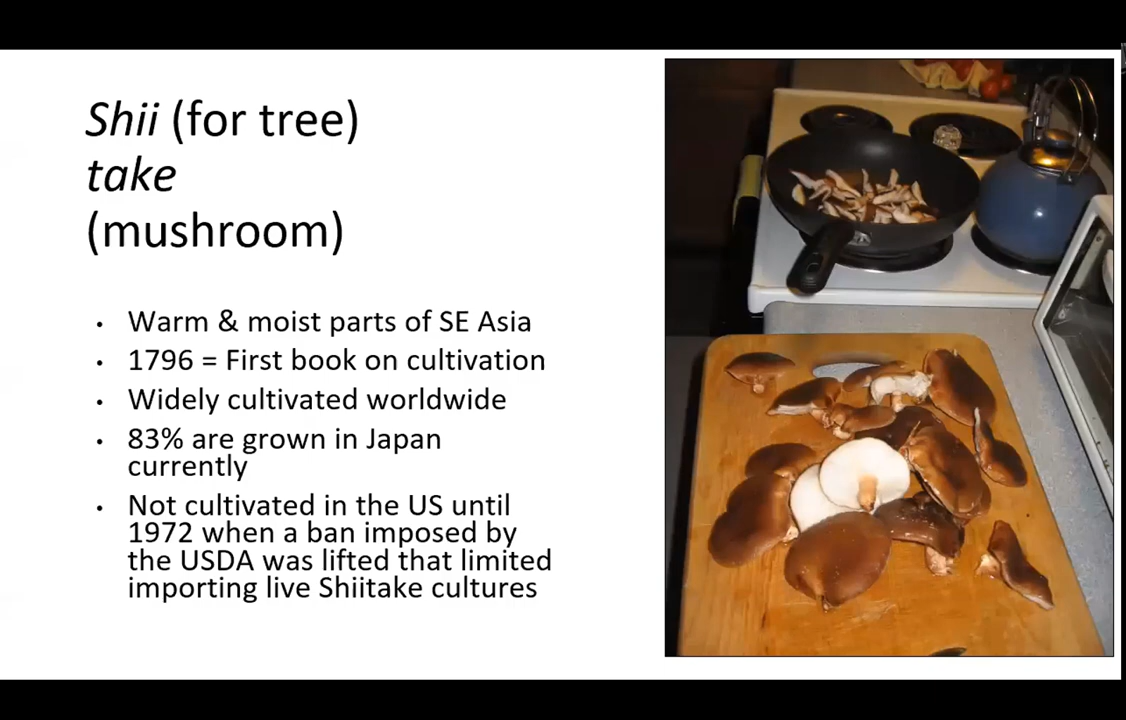 Shii (for tree)
take
(mushroom)
• Warm & moist parts of SE Asia
• 1796 = First book on cultivation
• Widely cultivated worldwide
• 83% are grown in Japan
currently
• Not cultivated in the US until
1972 when a ban imposed by
the USDA was lifted that limited
importing live Shiitake cultures